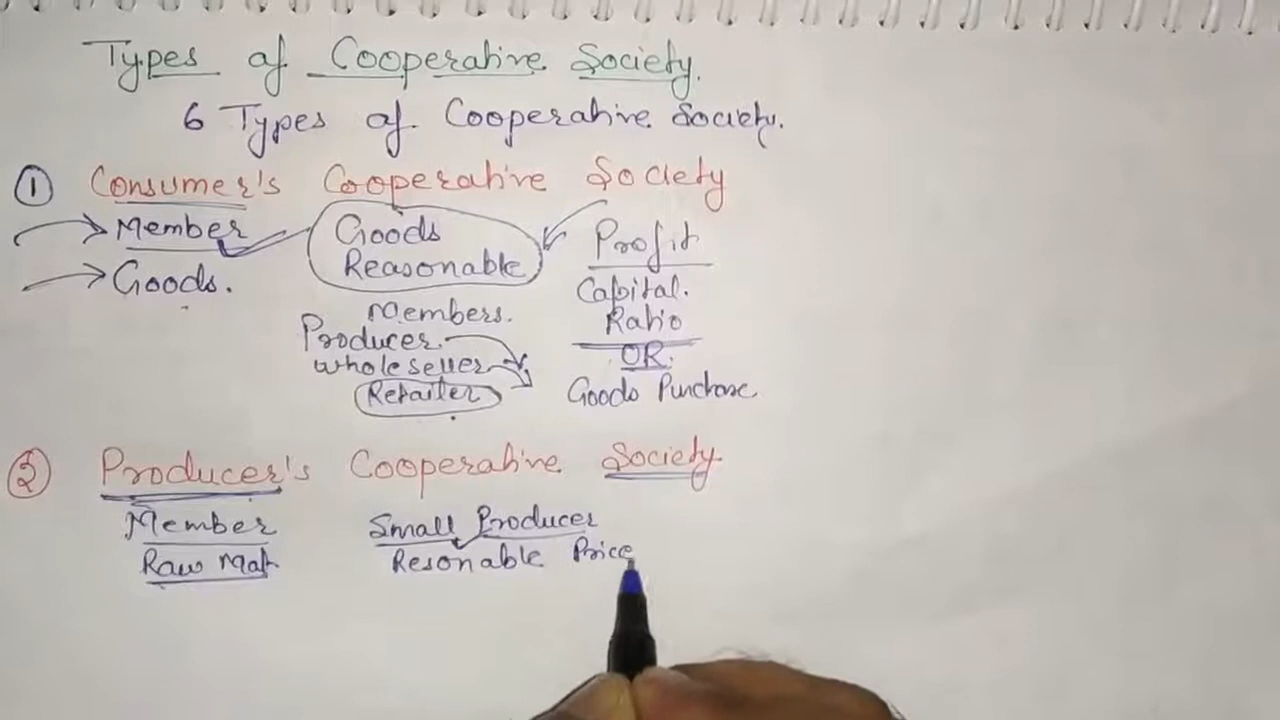 Types of Cooperative Society.
6 Types of Cooperative Society.
① Consumer's Cooperative Society
Member
Goods.
Goods
Reasonable
Members.
Producer.
wholeseller
Retailer
Profit
Capital.
Ratio
OR.
Goods Purchase
② Producer's Cooperative Society
Member
Raw Mat
Small Producer
Resonable Price